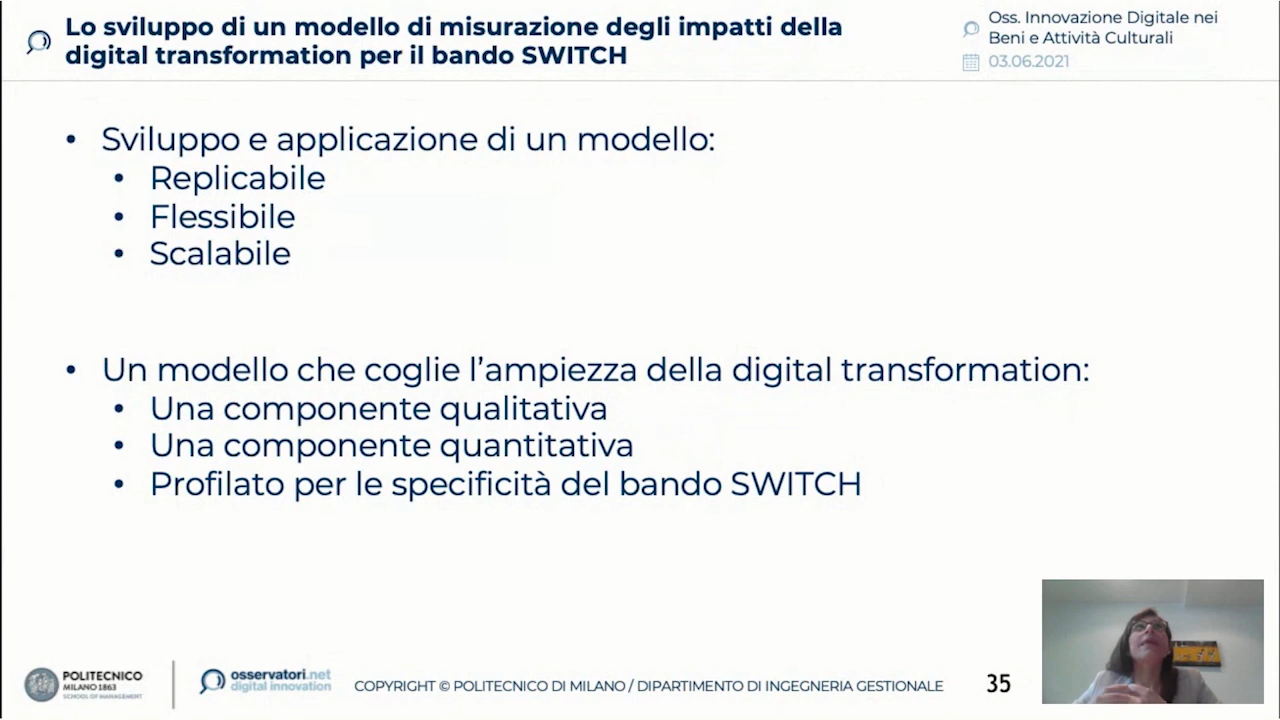 Lo sviluppo di un modello di misurazione degli impatti della
digital transformation per il bando SWITCH
Oss. Innovazione Digitale nei
Beni e Attività Culturali
03.06.2021
• Sviluppo e applicazione di un modello:
• Replicabile
• Flessibile
• Scalabile
• Un modello che coglie l'ampiezza della digital transformation:
• Una componente qualitativa
• Una componente quantitativa
• Profilato per le specificità del bando SWITCH
POLITECNICO
MILANO 1863
SCHOOL OF MANAGEMENT
osservatori.net
digital innovation
COPYRIGHT © POLITECNICO DI MILANO / DIPARTIMENTO DI INGEGNERIA GESTIONALE
35